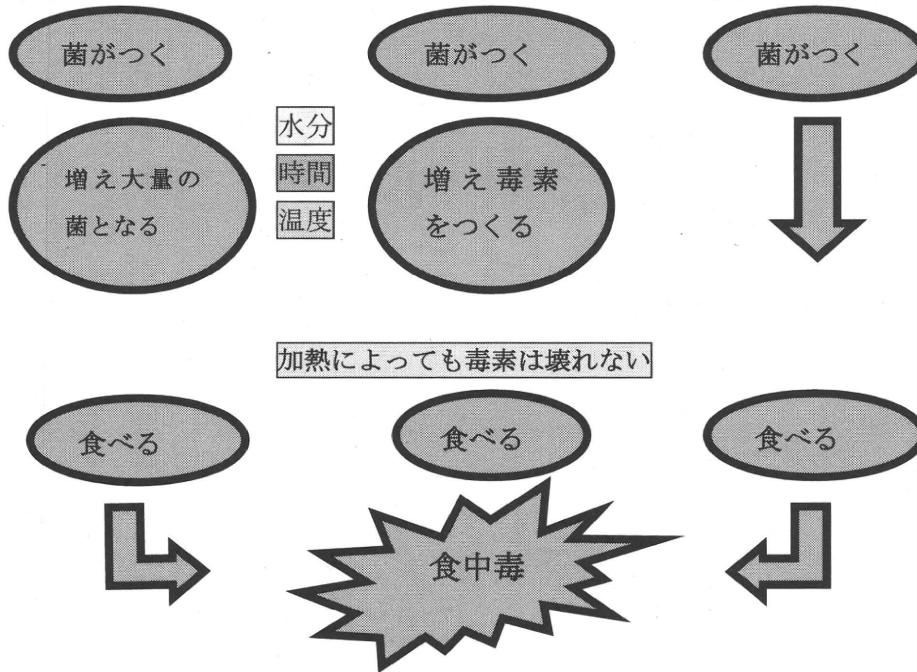 菌がつく
菌がつく
菌がつく
増え大量の
菌となる
水分
時間
温度
増え毒素
をつくる
加熱によっても毒素は壊れない
食べる
食べる
食べる
食中毒